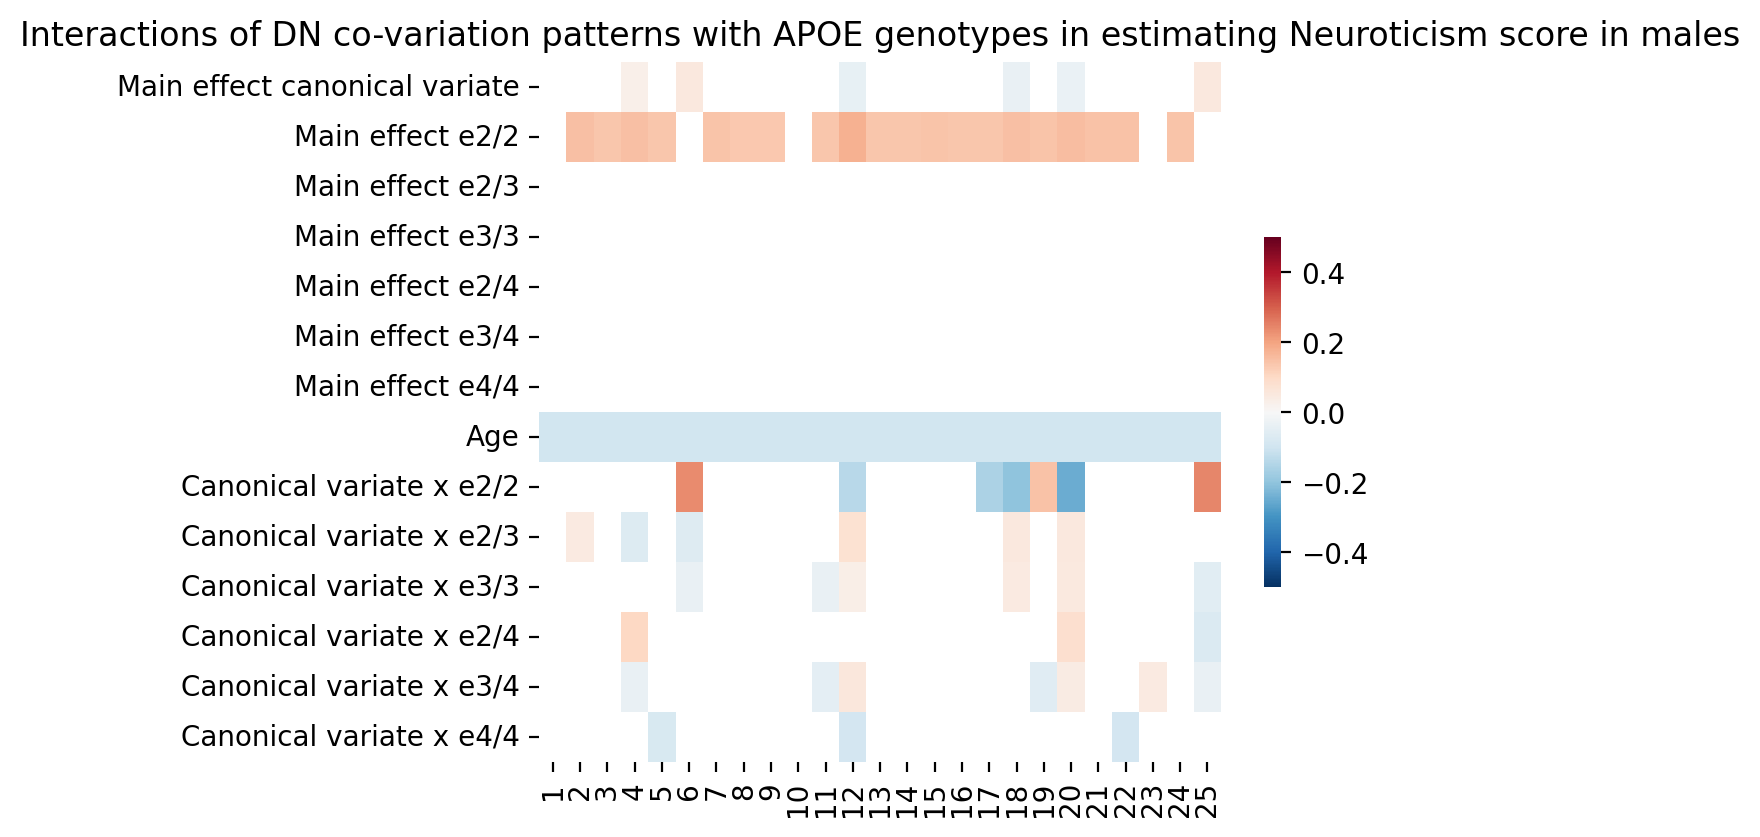 Interactions of DN co-variation patterns with APOE genotypes in estimating Neuroticism score in males
Main effect canonical variate
Main effect e2/2
Main effect e2/3
Main effect e3/3
Main effect e2/4
Main effect e3/4
Main effect e4/4
Age
Canonical variate x e2/2
Canonical variate x e2/3
Canonical variate x e3/3
Canonical variate x e2/4
Canonical variate x e3/4
Canonical variate x e4/4
1 2 3 4 5 6 7 8 9 10 11 12 13 14 15 16 17 18 19 20 21 22 23 24 25
0.4
0.2
0.0
−0.2
−0.4